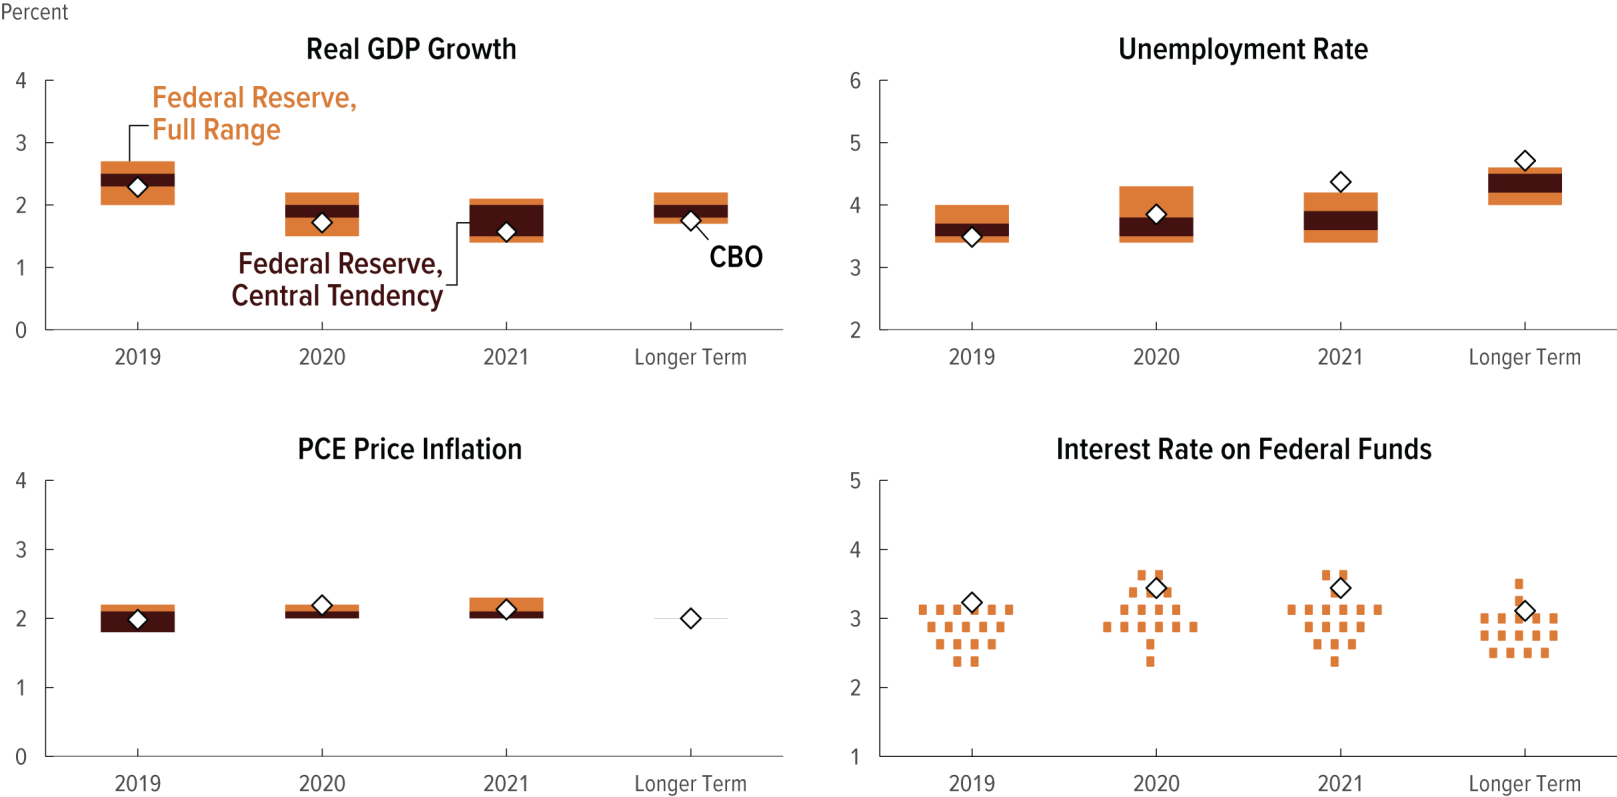 Percent
Real GDP Growth
4
3
2
1
0
Federal Reserve,
Full Range
Federal Reserve,
Central Tendency
CBO
2019
2020
2021
Longer Term
Unemployment Rate
6
5
4
3
2
2019
2020
2021
Longer Term
PCE Price Inflation
4
3
2
1
0
2019
2020
2021
Longer Term
Interest Rate on Federal Funds
5
4
3
2
1
2019
2020
2021
Longer Term